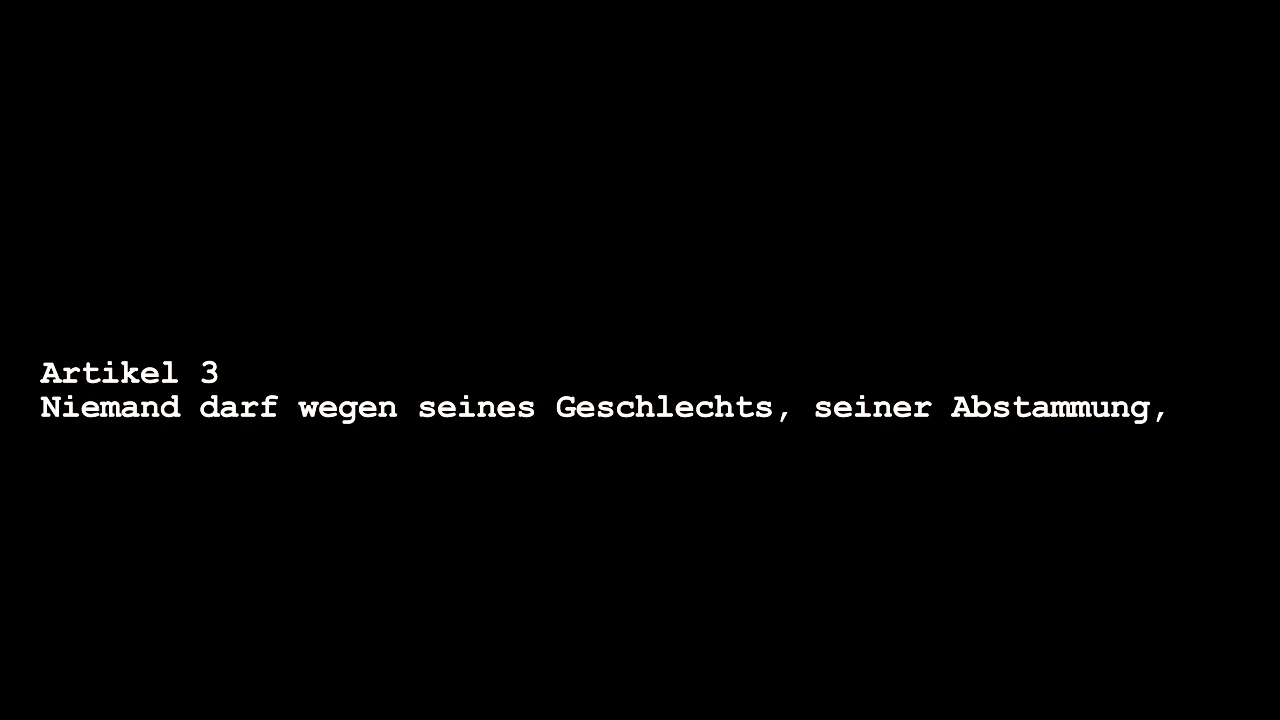 Artikel 3
Niemand darf wegen seines Geschlechts, seiner Abstammung,